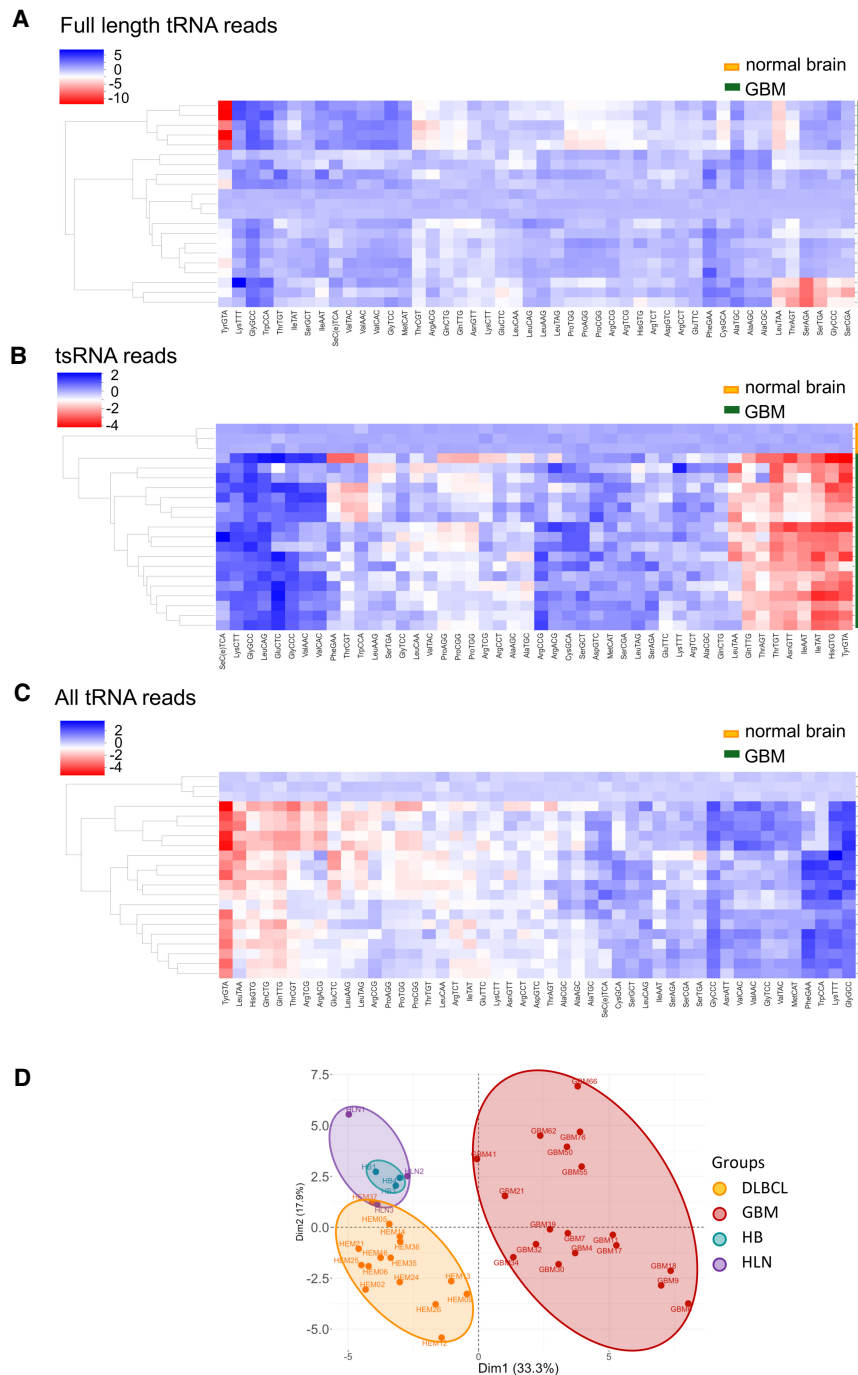 A
Full length tRNA reads
5
0
-5
-10
normal brain
GBM
TyrGTA LysTTT GlyGCC TrpCCA ThrTGT IleTAT SerGCT IleAAT SeC(e)TCA ValTAC ValAAC ValCAC GlyTCC MetCAT ThrCGT ArgACG GlnCTG GlnTTG AsnGTT LysCTT GluCTC LeuCAA LeuCAG LeuAAG LeuTAG ProTGG ProAGG ProCGG ArgCCG ArgTCG HisGTG ArgTCT AspGTC ArgCCT GluTTC PheGAA CysGCA AlaTGC AlaAGC AlaCGC LeuTAA ThrAGT SerAGA SerTGA GlyCCC SerCGA
B
tsRNA reads
2
0
-2
-4
normal brain
GBM
SeC(e)TCA LysCTT GlyGCC LeuCAG GluCTC GlyCCC ValAAC ValCAC PheGAA ThrCGT TrpCCA LeuAAG SerTGA GlyTCC LeuCAA ValTAC ProAGG ProCGG ProTGG ArgTCG ArgCCT AlaAGC AlaTGC ArgCCG ArgACG CysGCA SerGCT AspGTC MetCAT SerCGA LeuTAG SerAGA GluTTC LysTTT ArgTCT AlaCGC GlnCTG LeuTAA GlnTTG ThrAGT ThrTGT AsnGTT IleAAT IleTAT HisGTG TyrGTA
C
All tRNA reads
2
0
-2
-4
normal brain
GBM
TyrGTA LeuTAA HisGTG GlnCTG GlnTTG ThrCGT ArgTCG ArgACG GluCTC LeuAAG LeuTAG ArgCCG ProAGG ProTGG ProCGG ThrTGT LeuCAA ArgTCT IleTAT GluTTC LysCTT AsnGTT ArgCCT AspGTC ThrAGT AlaCGC AlaAGC AlaTGC SeC(e)TCA CysGCA SerGCT LeuCAG IleAAT SerAGA SerCGA SerTGA GlyCCC AsnATT ValCAC ValAAC GlyTCC ValTAC MetCAT PheGAA TrpCCA LysTTT GlyGCC
D
7.5
5.0
2.5
0.0
-2.5
-5.0
Dim2 (17.9%)
GBM66
HLN1
GBM62
GBM76
GBM50
GBM41
GBM55
HB1
HLN2
HEM37
HLN3
GBM21
HEM05
HEM14
HEM36
GBM39
GBM7
GBM17
HEM21
HEM35
GBM32
GBM4
HEM25
HEM06
GBM34
GBM30
GBM18
HEM24
HEM13
GBM9
HEM02
HEM26
HEM12
-5
0
5
Dim1 (33.3%)
Groups
DLBCL
GBM
HB
HLN